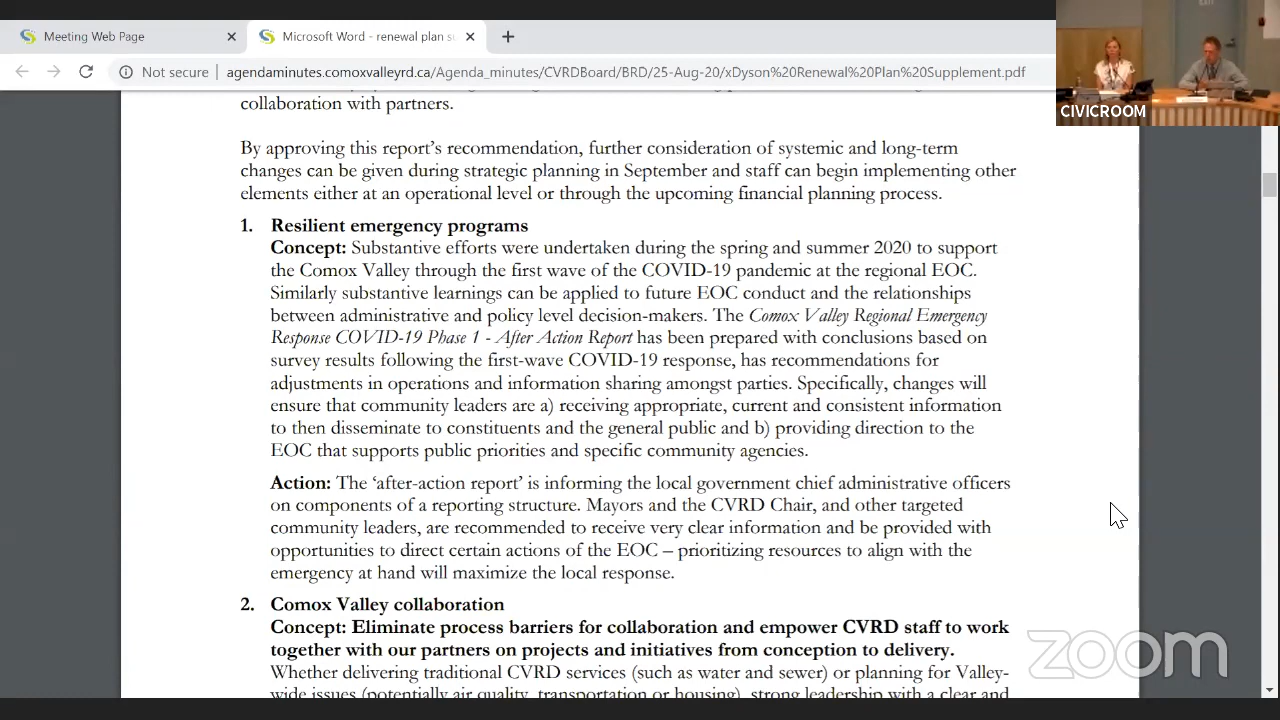 Meeting Web Page
Microsoft Word - renewal plan su
Not secure
agendaminutes.comoxvalleyrd.ca/Agenda_minutes/CVRDBoard/BRD/25-Aug-20/xDyson%20Renewal%20Plan%20Supplement.pdf
CIVICROOM
collaboration with partners.
By approving this report's recommendation, further consideration of systemic and long-term
changes can be given during strategic planning in September and staff can begin implementing other
elements either at an operational level or through the upcoming financial planning process.
1. Resilient emergency programs
Concept: Substantive efforts were undertaken during the spring and summer 2020 to support
the Comox Valley through the first wave of the COVID-19 pandemic at the regional EOC.
Similarly substantive learnings can be applied to future EOC conduct and the relationships
between administrative and policy level decision-makers. The Comox Valley Regional Emergency
Response COVID-19 Phase 1 - After Action Report has been prepared with conclusions based on
survey results following the first-wave COVID-19 response, has recommendations for
adjustments in operations and information sharing amongst parties. Specifically, changes will
ensure that community leaders are a) receiving appropriate, current and consistent information
to then disseminate to constituents and the general public and b) providing direction to the
EOC that supports public priorities and specific community agencies.
Action: The 'after-action report' is informing the local government chief administrative officers
on components of a reporting structure. Mayors and the CVRD Chair, and other targeted
community leaders, are recommended to receive very clear information and be provided with
opportunities to direct certain actions of the EOC – prioritizing resources to align with the
emergency at hand will maximize the local response.
2. Comox Valley collaboration
Concept: Eliminate process barriers for collaboration and empower CVRD staff to work
together with our partners on projects and initiatives from conception to delivery.
Whether delivering traditional CVRD services (such as water and sewer) or planning for Valley-
wide issues (potentially air quality, transportation or housing), strong leadership with a clear and
zoom